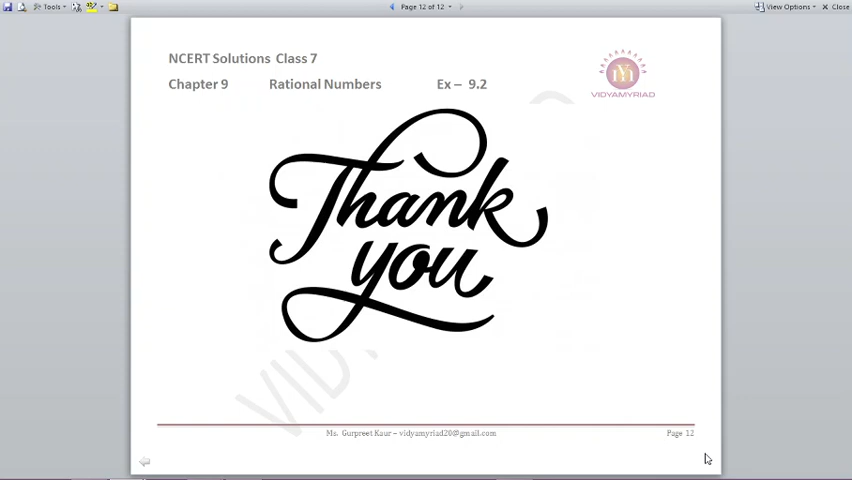 Tools
Page 12 of 12
View Options
Close
NCERT Solutions Class 7
Chapter 9 Rational Numbers Ex – 9.2
VIDYAMYRIAD
Thank
you
VID
Ms. Gurpreet Kaur – vidyamyriad20@gmail.com
Page 12